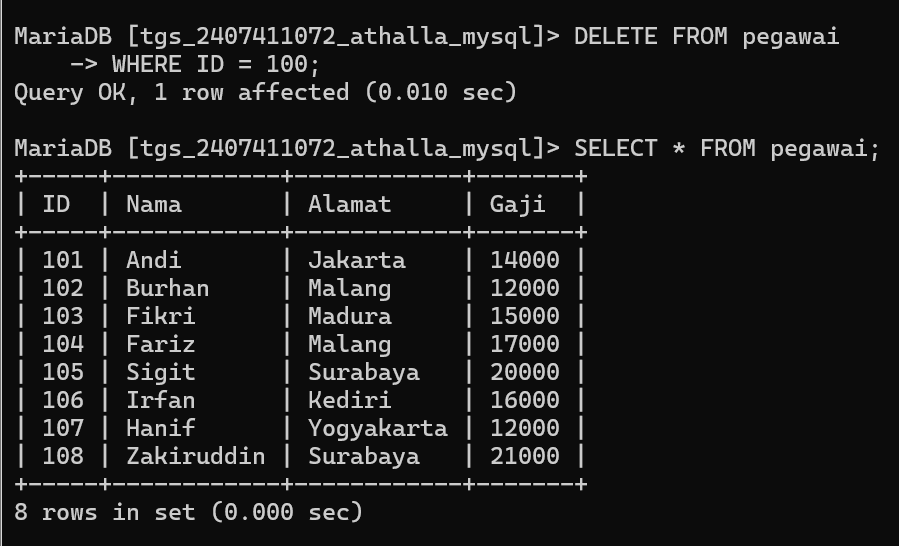 MariaDB [tgs_2407411072_athalla_mysql]> DELETE FROM pegawai
    -> WHERE ID = 100;
Query OK, 1 row affected (0.010 sec)

MariaDB [tgs_2407411072_athalla_mysql]> SELECT * FROM pegawai;
+-----+------------+------------+-------+
| ID  | Nama       | Alamat     | Gaji  |
+-----+------------+------------+-------+
| 101 | Andi       | Jakarta    | 14000 |
| 102 | Burhan     | Malang     | 12000 |
| 103 | Fikri      | Madura     | 15000 |
| 104 | Fariz      | Malang     | 17000 |
| 105 | Sigit      | Surabaya   | 20000 |
| 106 | Irfan      | Kediri     | 16000 |
| 107 | Hanif      | Yogyakarta | 12000 |
| 108 | Zakiruddin | Surabaya   | 21000 |
+-----+------------+------------+-------+
8 rows in set (0.000 sec)